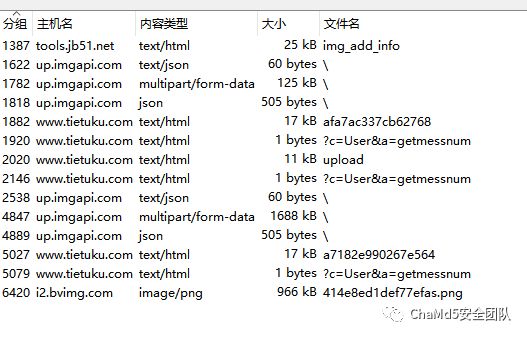 分组 主机名 内容类型 大小 文件名
1387 tools.jb51.net text/html 25 kB img_add_info
1622 up.imgapi.com text/json 60 bytes \
1782 up.imgapi.com multipart/form-data 125 kB \
1818 up.imgapi.com json 505 bytes \
1882 www.tietuku.com text/html 17 kB afa7ac337cb62768
1920 www.tietuku.com text/html 1 bytes ?c=User&a=getmessnum
2020 www.tietuku.com text/html 11 kB upload
2146 www.tietuku.com text/html 1 bytes ?c=User&a=getmessnum
2538 up.imgapi.com text/json 60 bytes \
4847 up.imgapi.com multipart/form-data 1688 kB \
4889 up.imgapi.com json 505 bytes \
5027 www.tietuku.com text/html 17 kB a7182e990267e564
5079 www.tietuku.com text/html 1 bytes ?c=User&a=getmessnum
6420 i2.bvimg.com image/png 966 kB 414e8ed1def77efas.png
ChaMd5安全团队